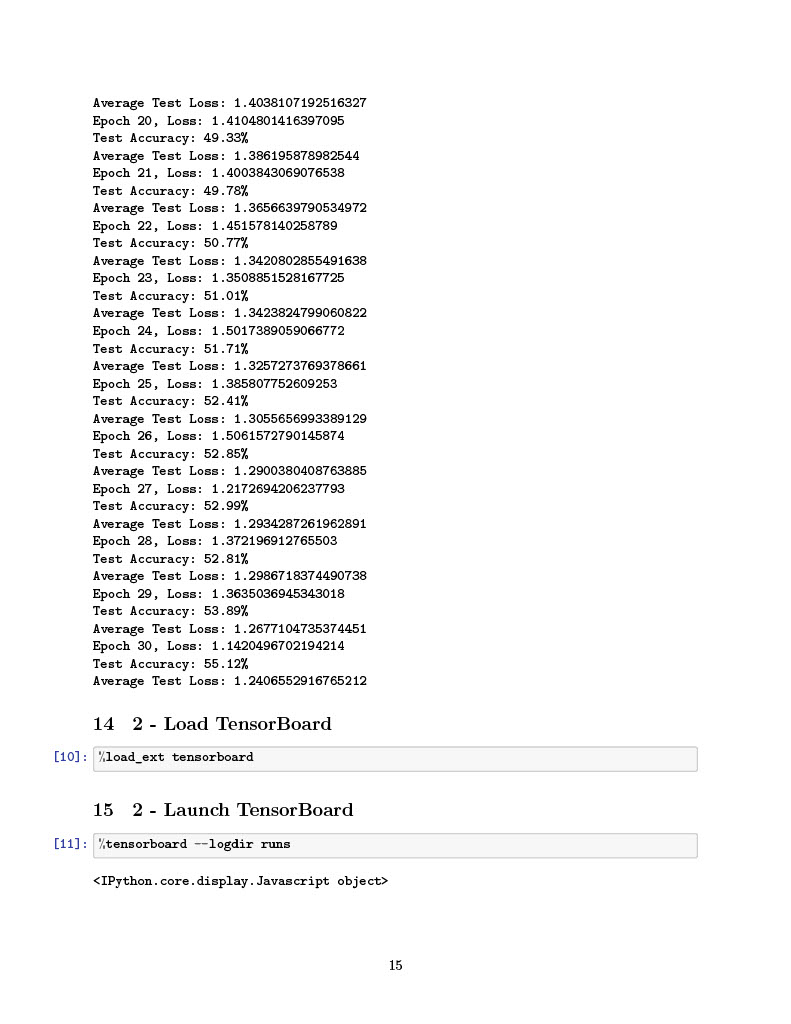 Average Test Loss: 1.4038107192516327
Epoch 20, Loss: 1.4104801416397095
Test Accuracy: 49.33%
Average Test Loss: 1.386195878982544
Epoch 21, Loss: 1.4003843069076538
Test Accuracy: 49.78%
Average Test Loss: 1.3656639790534972
Epoch 22, Loss: 1.451578140258789
Test Accuracy: 50.77%
Average Test Loss: 1.3420802855491638
Epoch 23, Loss: 1.3508851528167725
Test Accuracy: 51.01%
Average Test Loss: 1.3423824799060822
Epoch 24, Loss: 1.5017389059066772
Test Accuracy: 51.71%
Average Test Loss: 1.3257273769378661
Epoch 25, Loss: 1.385807752609253
Test Accuracy: 52.41%
Average Test Loss: 1.3055656993389129
Epoch 26, Loss: 1.5061572790145874
Test Accuracy: 52.85%
Average Test Loss: 1.2900380408763885
Epoch 27, Loss: 1.2172694206237793
Test Accuracy: 52.99%
Average Test Loss: 1.2934287261962891
Epoch 28, Loss: 1.372196912765503
Test Accuracy: 52.81%
Average Test Loss: 1.2986718374490738
Epoch 29, Loss: 1.3635036945343018
Test Accuracy: 53.89%
Average Test Loss: 1.2677104735374451
Epoch 30, Loss: 1.1420496702194214
Test Accuracy: 55.12%
Average Test Loss: 1.2406552916765212
14 2 - Load TensorBoard
[10]: %load_ext tensorboard
15 2 - Launch TensorBoard
[11]: %tensorboard --logdir runs
<IPython.core.display.Javascript object>
15